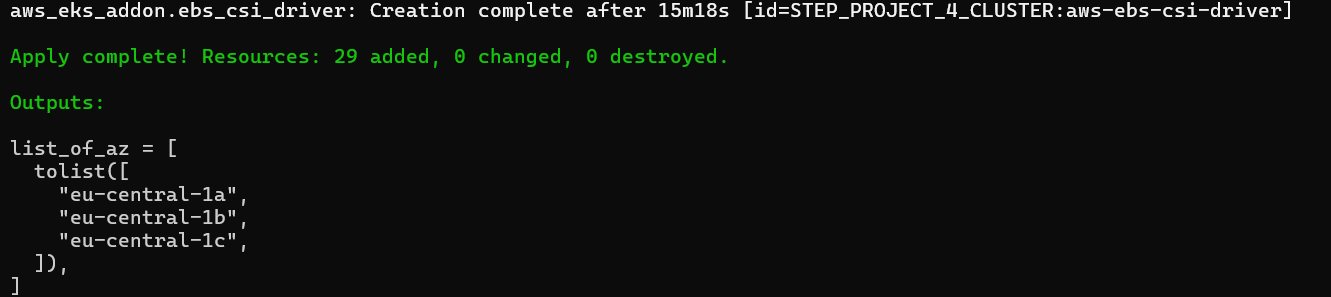 aws_eks_addon.ebs_csi_driver: Creation complete after 15m18s [id=STEP_PROJECT_4_CLUSTER:aws-ebs-csi-driver]
Apply complete! Resources: 29 added, 0 changed, 0 destroyed.
Outputs:
list_of_az = [
  tolist([
    "eu-central-1a",
    "eu-central-1b",
    "eu-central-1c",
  ]),
]